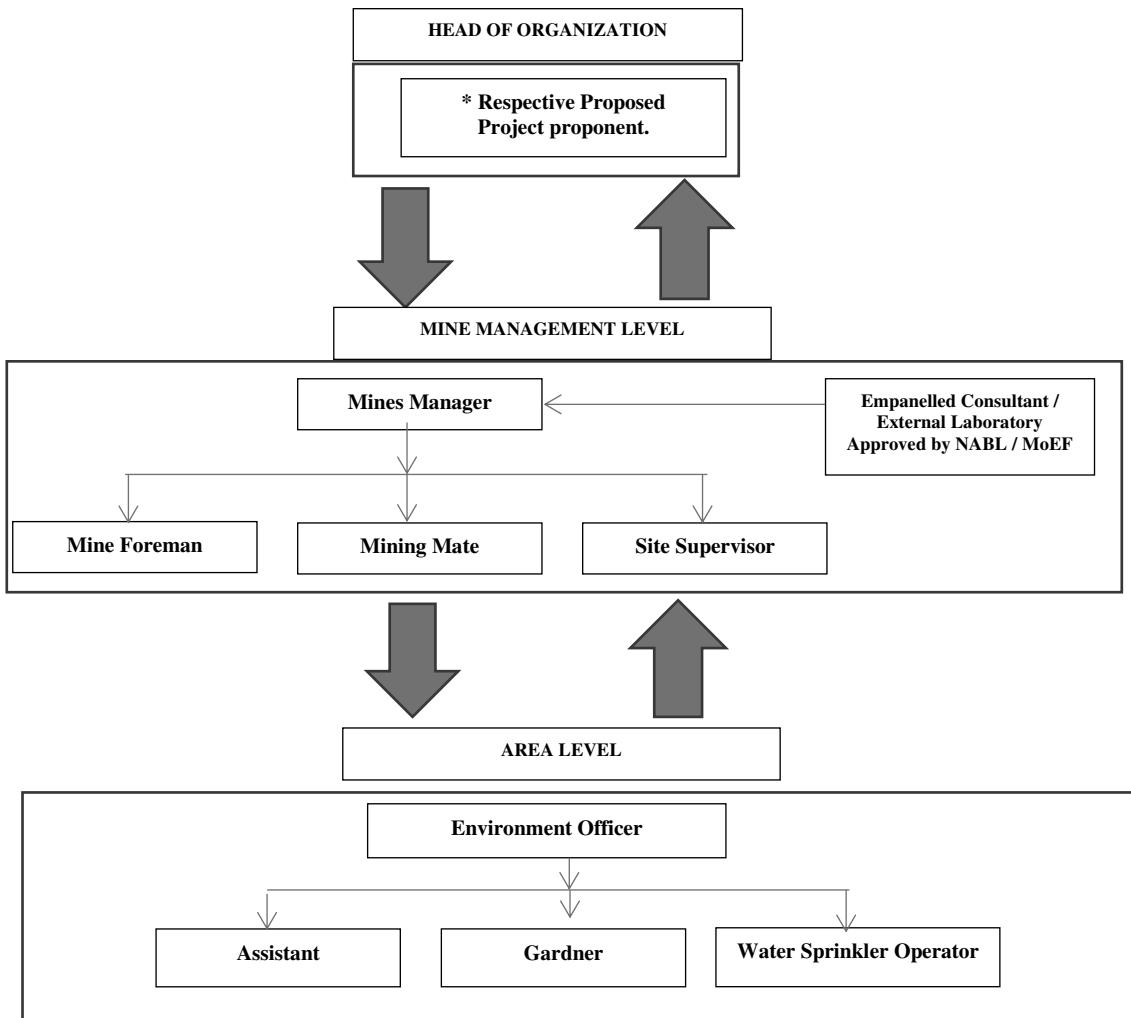 HEAD OF ORGANIZATION
* Respective Proposed
Project proponent.
MINE MANAGEMENT LEVEL
Mines Manager
Empanelled Consultant /
External Laboratory
Approved by NABL / MoEF
Mine Foreman
Mining Mate
Site Supervisor
AREA LEVEL
Environment Officer
Assistant
Gardner
Water Sprinkler Operator